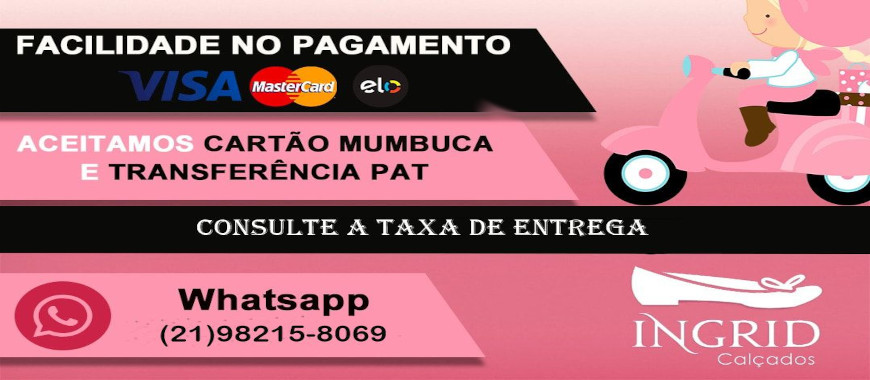 FACILIDADE NO PAGAMENTO
VISA MasterCard elo
ACEITAMOS CARTÃO MUMBUCA
E TRANSFERÊNCIA PAT
CONSULTE A TAXA DE ENTREGA
Whatsapp
(21)98215-8069
INGRID
Calçados